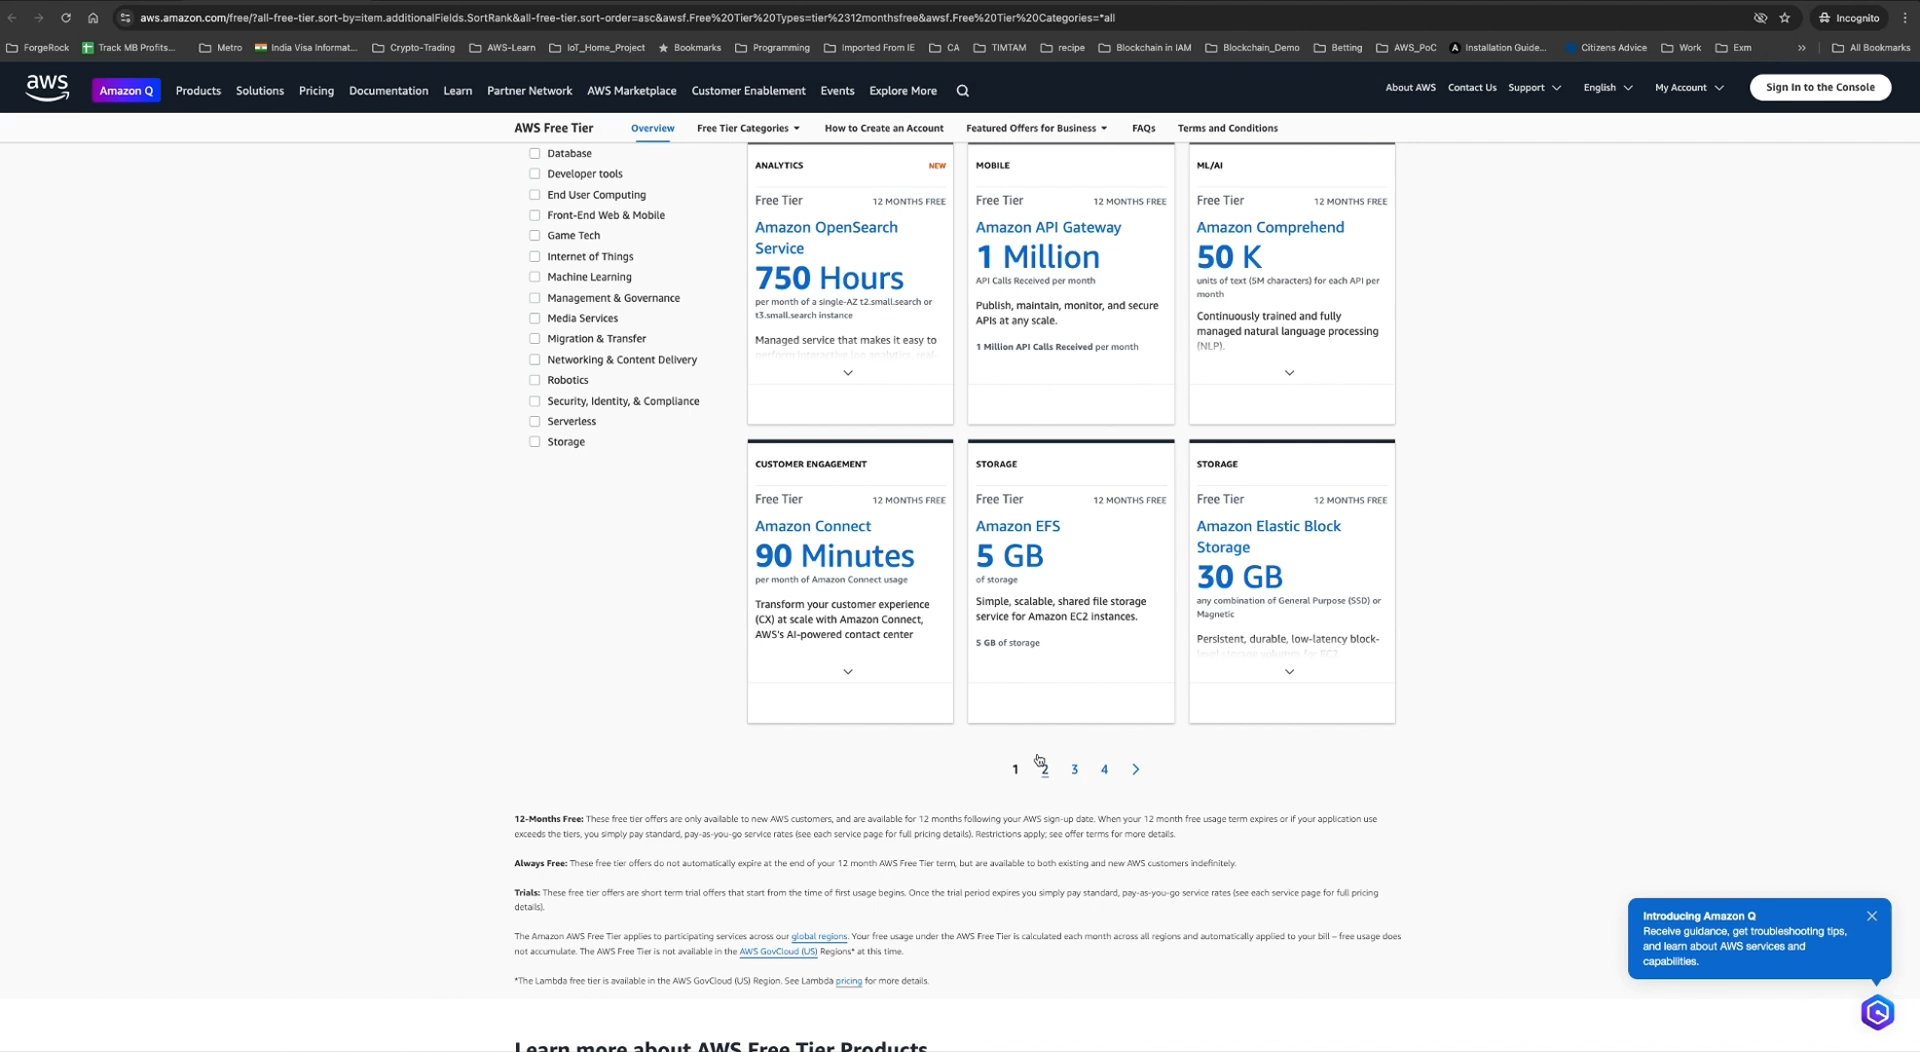 aws.amazon.com/free/?all-free-tier.sort-by=item.additionalFields.SortRank&all-free-tier.sort-order=asc&awsf.Free%20Tier%20Types=tier%2312monthsfree&awsf.Free%20Tier%20Categories=*all
Incognito
ForgeRock
Track MB Profits...
Metro
India Visa Informat...
Crypto-Trading
AWS-Learn
IoT_Home_Project
Bookmarks
Programming
Imported From IE
CA
TIMTAM
recipe
Blockchain in IAM
Blockchain_Demo
Betting
AWS_PoC
Installation Guide...
Citizens Advice
Work
Exm
»
All Bookmarks
aws
Amazon Q
Products
Solutions
Pricing
Documentation
Learn
Partner Network
AWS Marketplace
Customer Enablement
Events
Explore More
About AWS
Contact Us
Support
English
My Account
Sign In to the Console
AWS Free Tier
Overview
Free Tier Categories
How to Create an Account
Featured Offers for Business
FAQs
Terms and Conditions
Database
Developer tools
End User Computing
Front-End Web & Mobile
Game Tech
Internet of Things
Machine Learning
Management & Governance
Media Services
Migration & Transfer
Networking & Content Delivery
Robotics
Security, Identity, & Compliance
Serverless
Storage
ANALYTICS
NEW
Free Tier
12 MONTHS FREE
Amazon OpenSearch
Service
750 Hours
per month of a single-AZ t2.small.search or
t3.small.search instance
Managed service that makes it easy to
perform interactive log analytics, real-
MOBILE
Free Tier
12 MONTHS FREE
Amazon API Gateway
1 Million
API Calls Received per month
Publish, maintain, monitor, and secure
APIs at any scale.
1 Million API Calls Received per month
ML/AI
Free Tier
12 MONTHS FREE
Amazon Comprehend
50 K
units of text (5M characters) for each API per
month
Continuously trained and fully
managed natural language processing
(NLP).
CUSTOMER ENGAGEMENT
Free Tier
12 MONTHS FREE
Amazon Connect
90 Minutes
per month of Amazon Connect usage
Transform your customer experience
(CX) at scale with Amazon Connect,
AWS's AI-powered contact center
STORAGE
Free Tier
12 MONTHS FREE
Amazon EFS
5 GB
of storage
Simple, scalable, shared file storage
service for Amazon EC2 instances.
5 GB of storage
STORAGE
Free Tier
12 MONTHS FREE
Amazon Elastic Block
Storage
30 GB
any combination of General Purpose (SSD) or
Magnetic
Persistent, durable, low-latency block-
level storage volumes for EC2
1
2
3
4
12-Months Free: These free tier offers are only available to new AWS customers, and are available for 12 months following your AWS sign-up date. When your 12 month free usage term expires or if your application use
exceeds the tiers, you simply pay standard, pay-as-you-go service rates (see each service page for full pricing details). Restrictions apply; see offer terms for more details.
Always Free: These free tier offers do not automatically expire at the end of your 12 month AWS Free Tier term, but are available to both existing and new AWS customers indefinitely.
Trials: These free tier offers are short term trial offers that start from the time of first usage begins. Once the trial period expires you simply pay standard, pay-as-you-go service rates (see each service page for full pricing
details).
The Amazon AWS Free Tier applies to participating services across our global regions. Your free usage under the AWS Free Tier is calculated each month across all regions and automatically applied to your bill – free usage does
not accumulate. The AWS Free Tier is not available in the AWS GovCloud (US) Regions* at this time.
*The Lambda free tier is available in the AWS GovCloud (US) Region. See Lambda pricing for more details.
Introducing Amazon Q
Receive guidance, get troubleshooting tips,
and learn about AWS services and
capabilities.
Learn more about AWS Free Tier Products